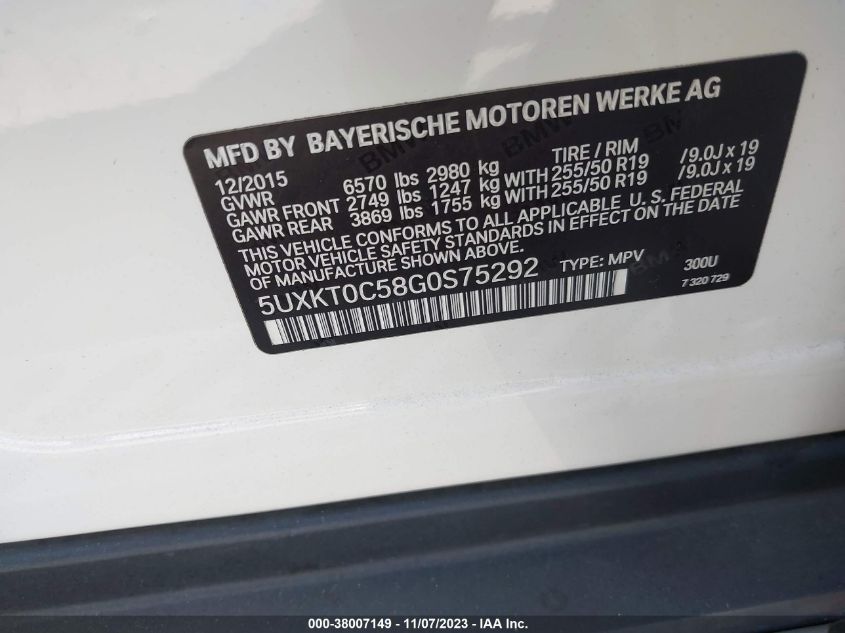 MFD BY BAYERISCHE MOTOREN WERKE AG
12/2015 TIRE / RIM
GVWR 6570 lbs 2980 kg
GAWR FRONT 2749 lbs 1247 kg WITH 255/50 R19 /9.0J x 19
GAWR REAR 3869 lbs 1755 kg WITH 255/50 R19 /9.0J x 19
THIS VEHICLE CONFORMS TO ALL APPLICABLE U. S. FEDERAL
MOTOR VEHICLE SAFETY STANDARDS IN EFFECT ON THE DATE
OF MANUFACTURE SHOWN ABOVE.
5UXKT0C58G0S75292 TYPE: MPV 300U
7 320 729
000-38007149 - 11/07/2023 - IAA Inc.